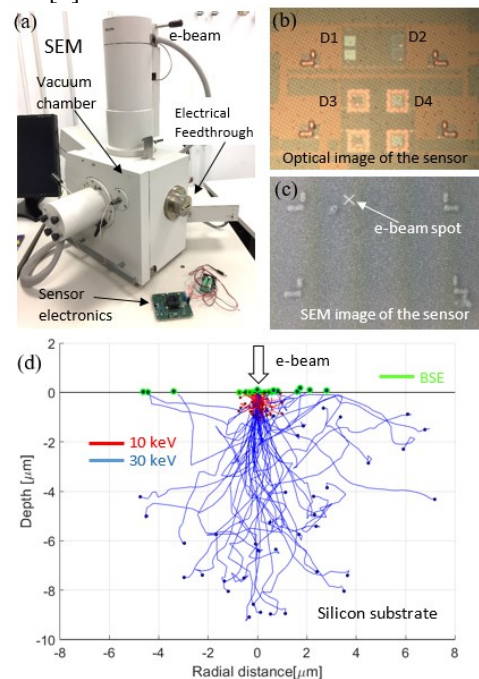 (a)
SEM
e-beam
Vacuum
chamber
Electrical
Feedthrough
Sensor
electronics
(b)
D1
D2
D3
D4
Optical image of the sensor
(c)
e-beam spot
SEM image of the sensor
(d)
2
0
-2
-4
-6
-8
-10
Depth [μm]
e-beam
BSE
10 keV
30 keV
Silicon substrate
-8 -6 -4 -2 0 2 4 6 8
Radial distance[μm]